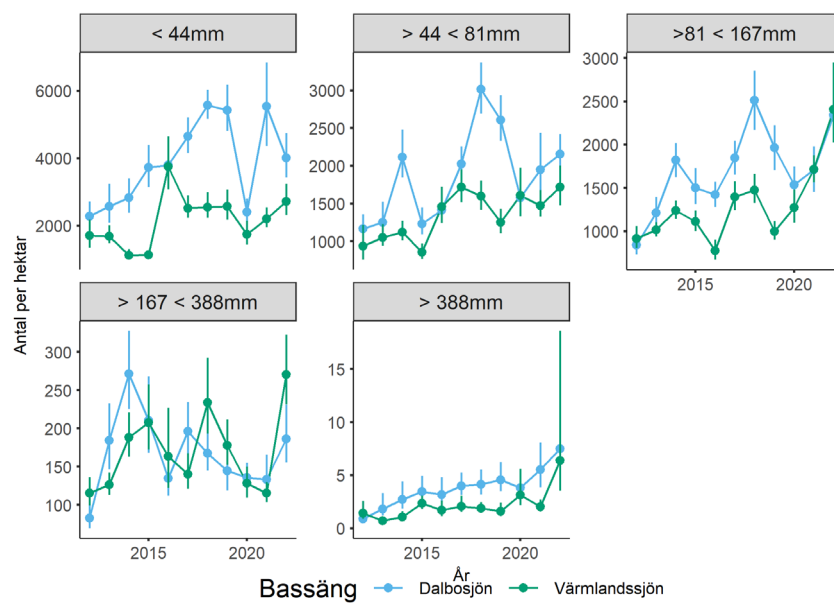 < 44mm
> 44 < 81mm
>81 < 167mm
6000
4000
2000
3000
2500
2000
1500
1000
3000
2500
2000
1500
1000
2015
2020
Antal per hektar
> 167 < 388mm
> 388mm
300
250
200
150
100
2015
2020
15
10
5
0
2015
2020
År
Bassäng
Dalbosjön
Värmlandssjön